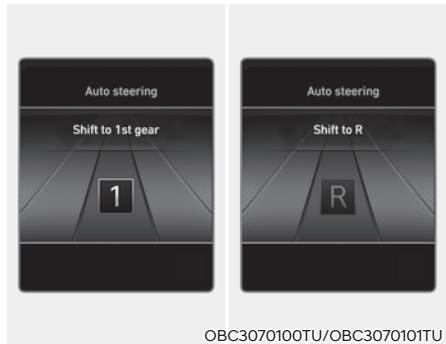 Auto steering
Shift to 1st gear
1
Auto steering
Shift to R
R
OBC3070100TU/OBC3070101TU